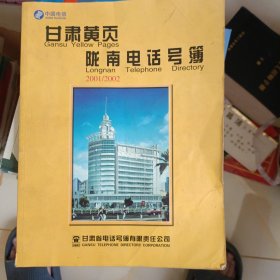 中国电信
甘肃黄页
Gansu Yellow Pages
陇南电话号簿
Longnan Telephone Directory
2001/2002
甘肃省电话号簿有限责任公司
GANSU TELEPHONE DIRECTORY CORPORATION